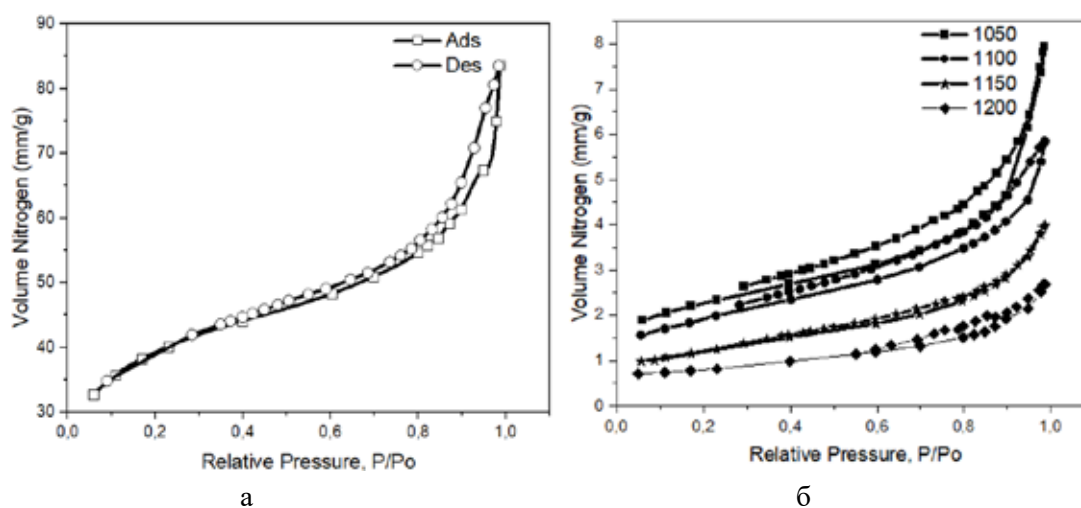 90
80
70
60
50
40
30
Volume Nitrogen (mm/g)
Ads
Des
0,0 0,2 0,4 0,6 0,8 1,0
Relative Pressure, P/Po
а
8
7
6
5
4
3
2
1
0
Volume Nitrogen (mm/g)
1050
1100
1150
1200
0,0 0,2 0,4 0,6 0,8 1,0
Relative Pressure, P/Po
б